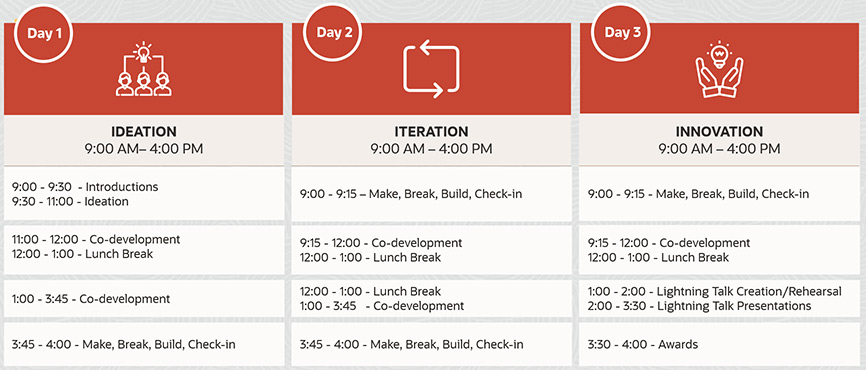 Day 1
IDEATION
9:00 AM– 4:00 PM
9:00 - 9:30 - Introductions
9:30 - 11:00 - Ideation
11:00 - 12:00 - Co-development
12:00 - 1:00 - Lunch Break
1:00 - 3:45 - Co-development
3:45 - 4:00 - Make, Break, Build, Check-in
Day 2
ITERATION
9:00 AM– 4:00 PM
9:00 - 9:15 – Make, Break, Build, Check-in
9:15 - 12:00 - Co-development
12:00 - 1:00 - Lunch Break
12:00 - 1:00 - Lunch Break
1:00 - 3:45 - Co-development
3:45 - 4:00 - Make, Break, Build, Check-in
Day 3
INNOVATION
9:00 AM– 4:00 PM
9:00 - 9:15 - Make, Break, Build, Check-in
9:15 - 12:00 - Co-development
12:00 - 1:00 - Lunch Break
1:00 - 2:00 - Lightning Talk Creation/Rehearsal
2:00 - 3:30 - Lightning Talk Presentations
3:30 - 4:00 - Awards